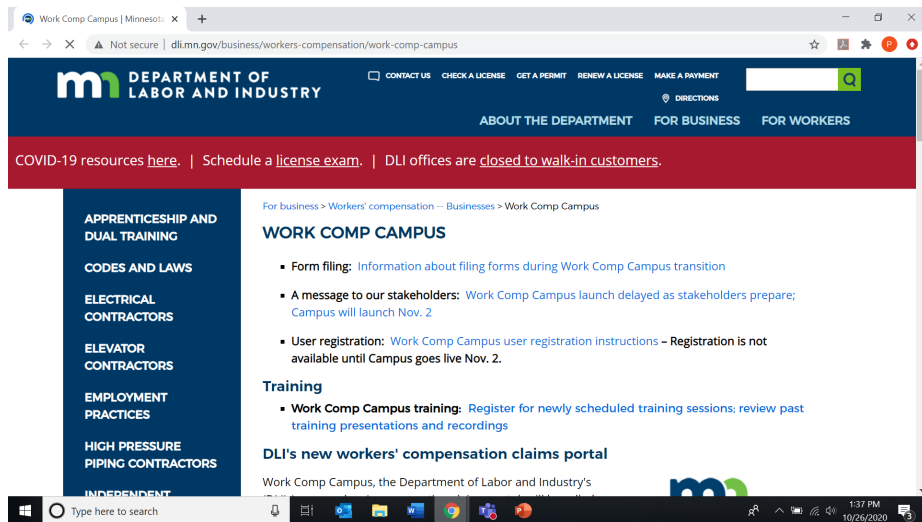 Work Comp Campus | Minnesota
Not secure | dli.mn.gov/business/workers-compensation/work-comp-campus
P
DEPARTMENT OF
LABOR AND INDUSTRY
CONTACT US CHECK A LICENSE GET A PERMIT RENEW A LICENSE MAKE A PAYMENT
DIRECTIONS
ABOUT THE DEPARTMENT FOR BUSINESS FOR WORKERS
COVID-19 resources here. | Schedule a license exam. | DLI offices are closed to walk-in customers.
APPRENTICESHIP AND
DUAL TRAINING
CODES AND LAWS
ELECTRICAL
CONTRACTORS
ELEVATOR
CONTRACTORS
EMPLOYMENT
PRACTICES
HIGH PRESSURE
PIPING CONTRACTORS
INDEPENDENT
For business > Workers' compensation -- Businesses > Work Comp Campus
WORK COMP CAMPUS
▪ Form filing: Information about filing forms during Work Comp Campus transition
▪ A message to our stakeholders: Work Comp Campus launch delayed as stakeholders prepare;
Campus will launch Nov. 2
▪ User registration: Work Comp Campus user registration instructions – Registration is not
available until Campus goes live Nov. 2.
Training
▪ Work Comp Campus training: Register for newly scheduled training sessions; review past
training presentations and recordings
DLI's new workers' compensation claims portal
Work Comp Campus, the Department of Labor and Industry's
Type here to search
1:37 PM
10/26/2020